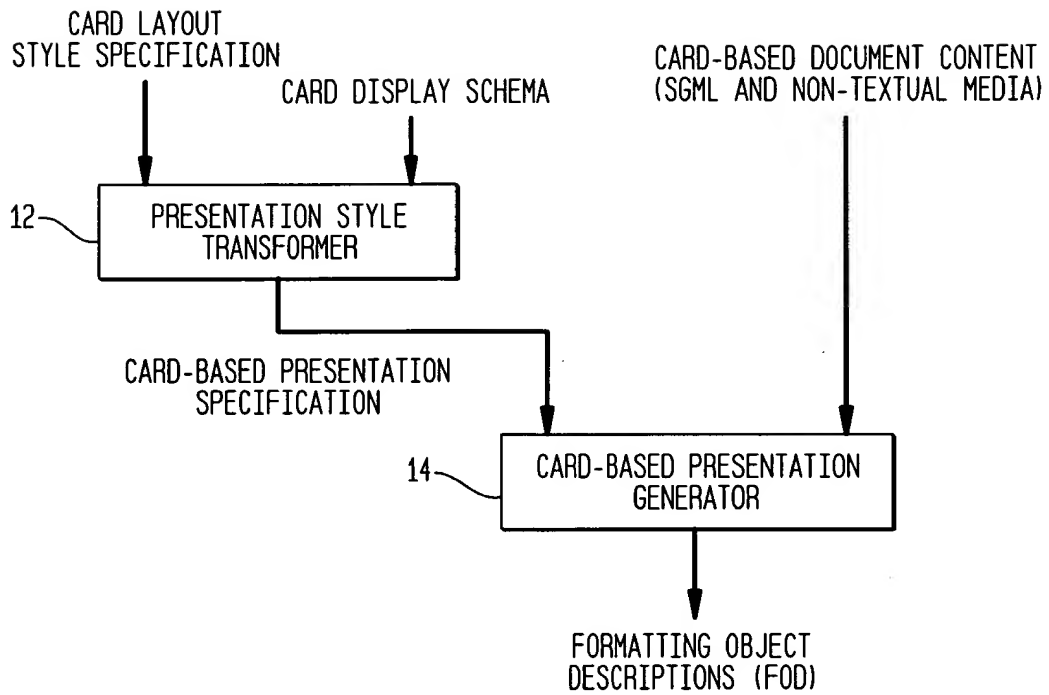 CARD LAYOUT
STYLE SPECIFICATION
CARD DISPLAY SCHEMA
CARD-BASED DOCUMENT CONTENT
(SGML AND NON-TEXTUAL MEDIA)
12
PRESENTATION STYLE
TRANSFORMER
CARD-BASED PRESENTATION
SPECIFICATION
14
CARD-BASED PRESENTATION
GENERATOR
FORMATTING OBJECT
DESCRIPTIONS (FOD)